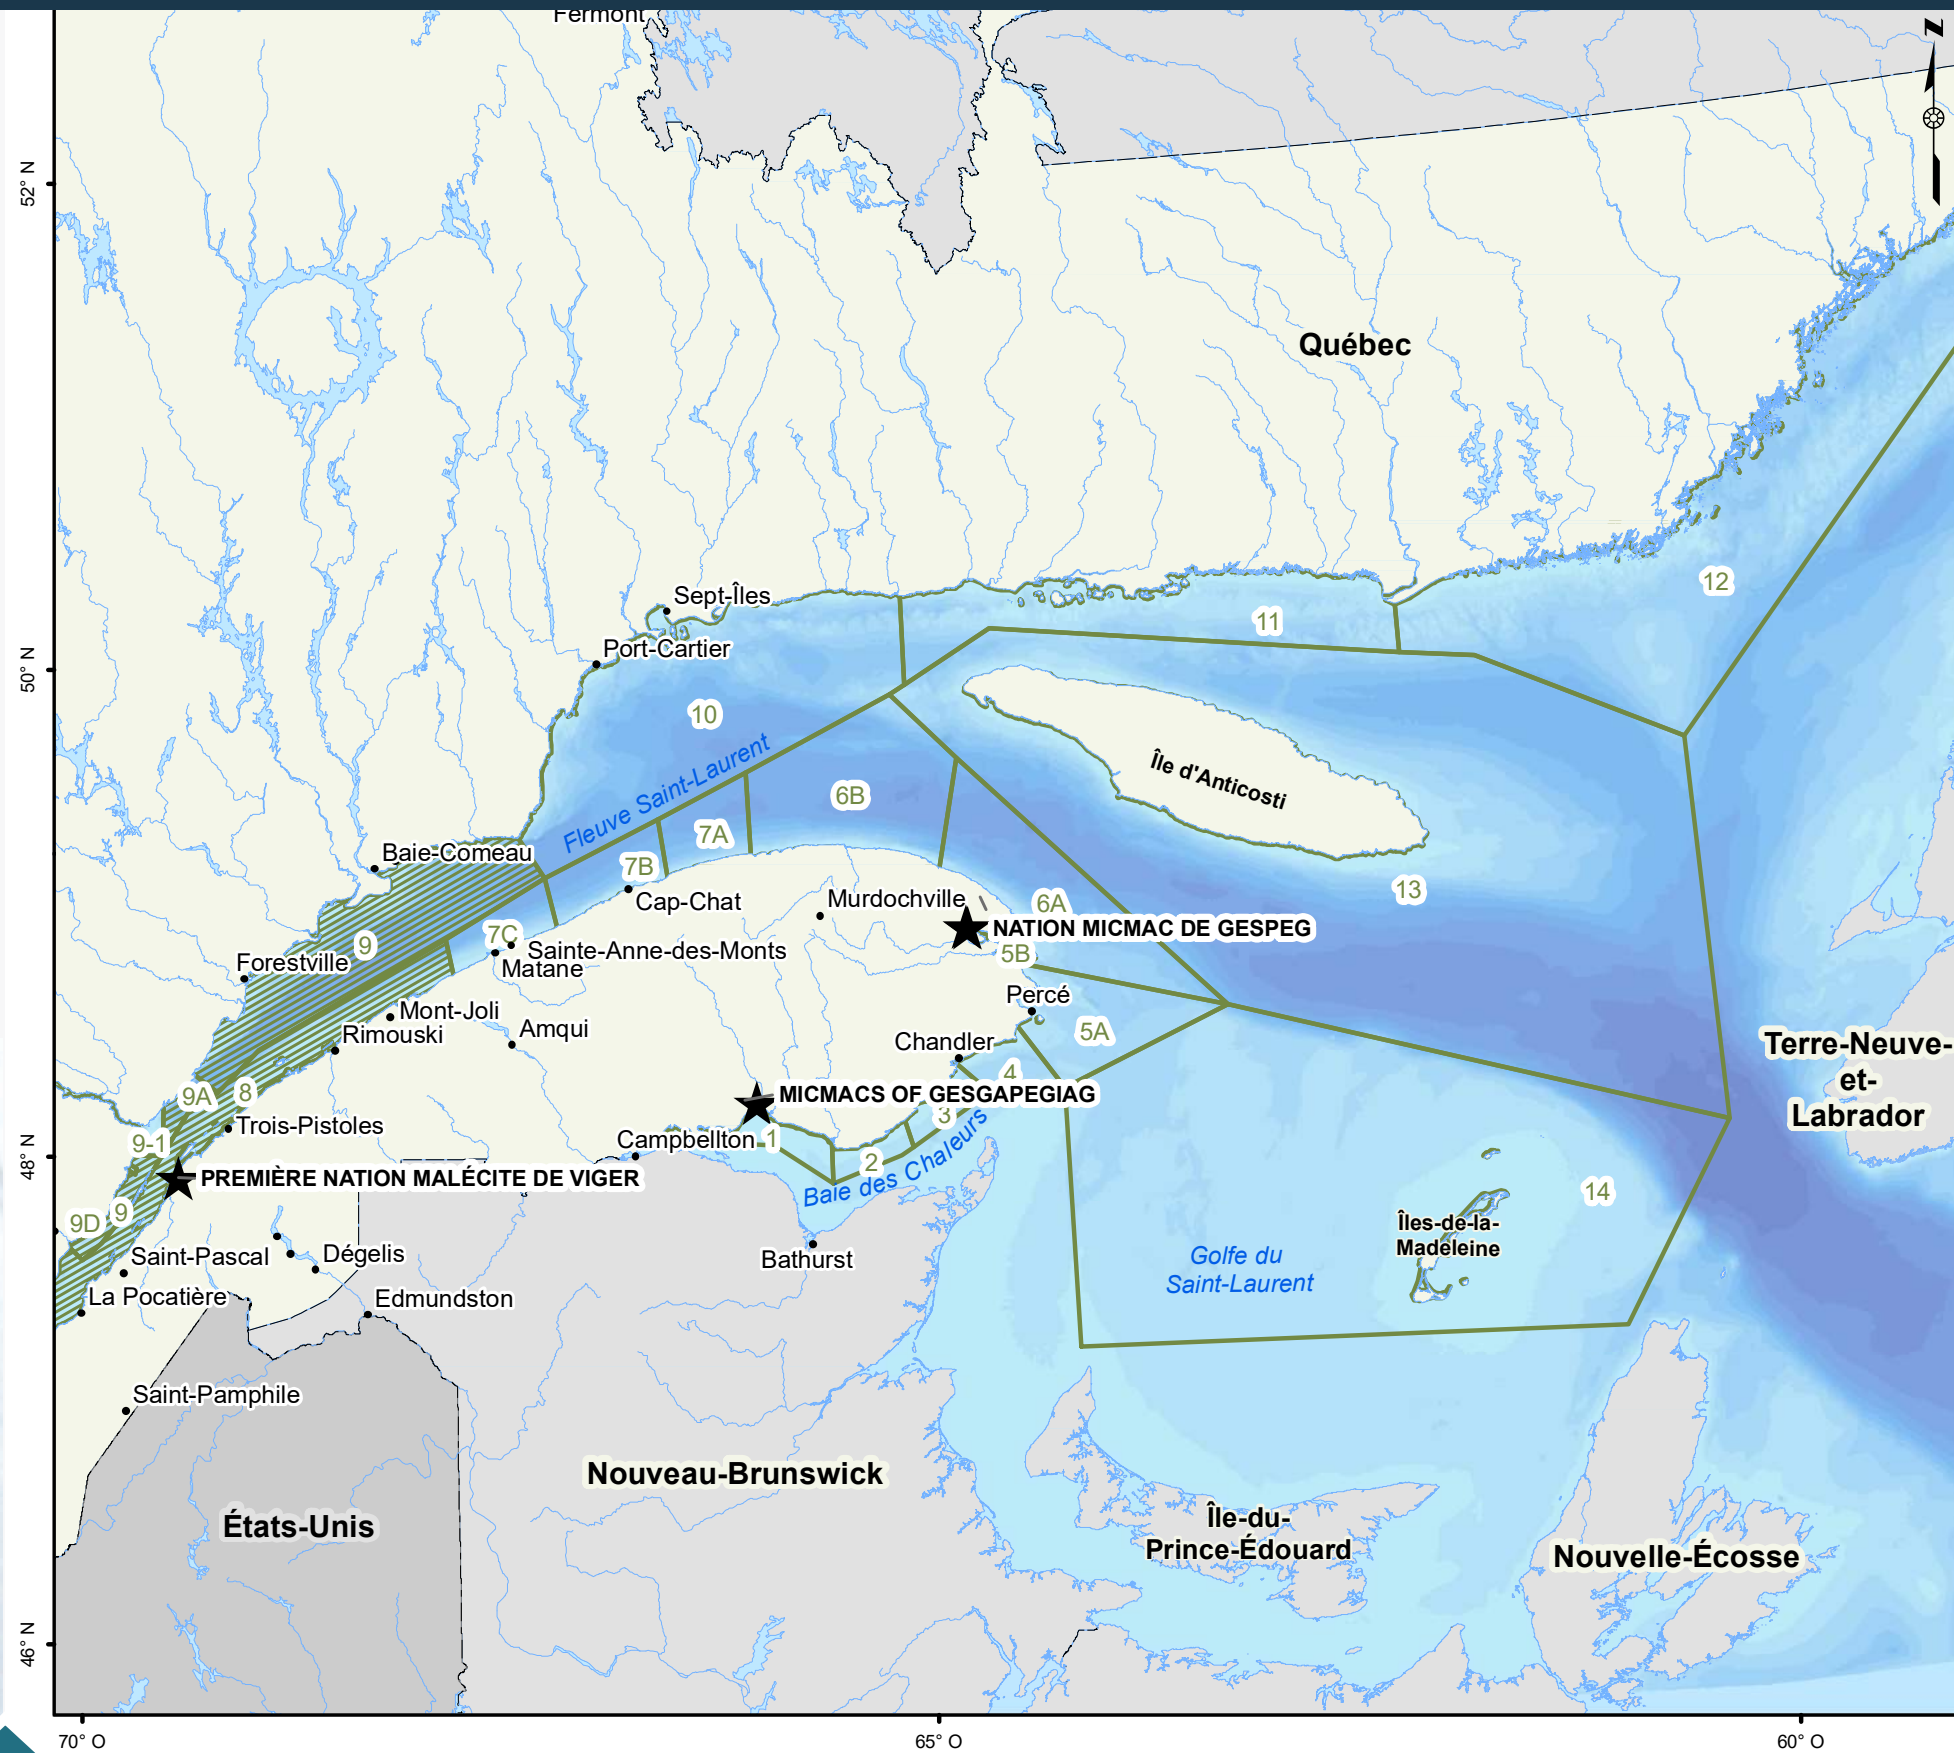 Fermont
N
52° N
Québec
12
Sept-Îles
11
Port-Cartier
50° N
10
Fleuve Saint-Laurent
Île d'Anticosti
6B
7A
Baie-Comeau
7B
13
Cap-Chat
Murdochville
6A
NATION MICMAC DE GESPEG
7C
9
Sainte-Anne-des-Monts
5B
Forestville
Matane
Percé
Mont-Joli
Rimouski
Amqui
5A
Chandler
Terre-Neuve-
et-
Labrador
4
9A
8
MICMACS OF GESGAPEGIAG
3
Trois-Pistoles
9-1
Campbellton
1
48° N
2
Baie des Chaleurs
PREMIÈRE NATION MALÉCITE DE VIGER
14
9D
9
Îles-de-la-
Madeleine
Saint-Pascal
Dégelis
Bathurst
Golfe du
Saint-Laurent
La Pocatière
Edmundston
Saint-Pamphile
Nouveau-Brunswick
États-Unis
Île-du-
Prince-Édouard
Nouvelle-Écosse
46° N
70° O
65° O
60° O